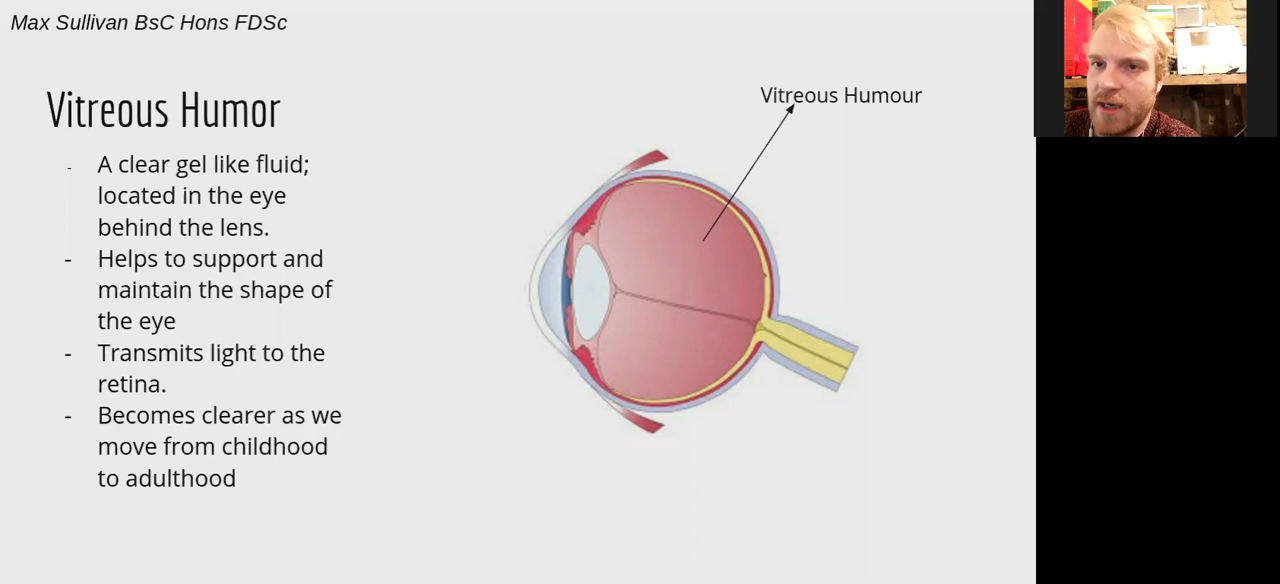 Max Sullivan BsC Hons FDSc
Vitreous Humor
- A clear gel like fluid;
located in the eye
behind the lens.
- Helps to support and
maintain the shape of
the eye
- Transmits light to the
retina.
- Becomes clearer as we
move from childhood
to adulthood
Vitreous Humour